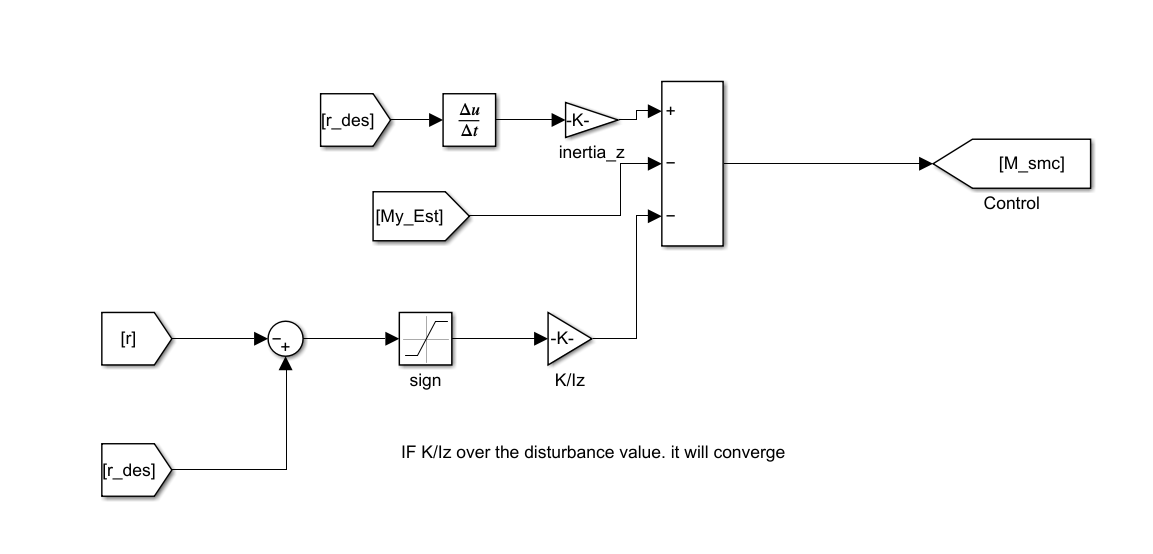 [r_des]
Δu
Δt
-K-
inertia_z
+
−
−
[My_Est]
[M_smc]
Control
[r]
−
+
sign
-K-
K/Iz
[r_des]
IF K/Iz over the disturbance value. it will converge